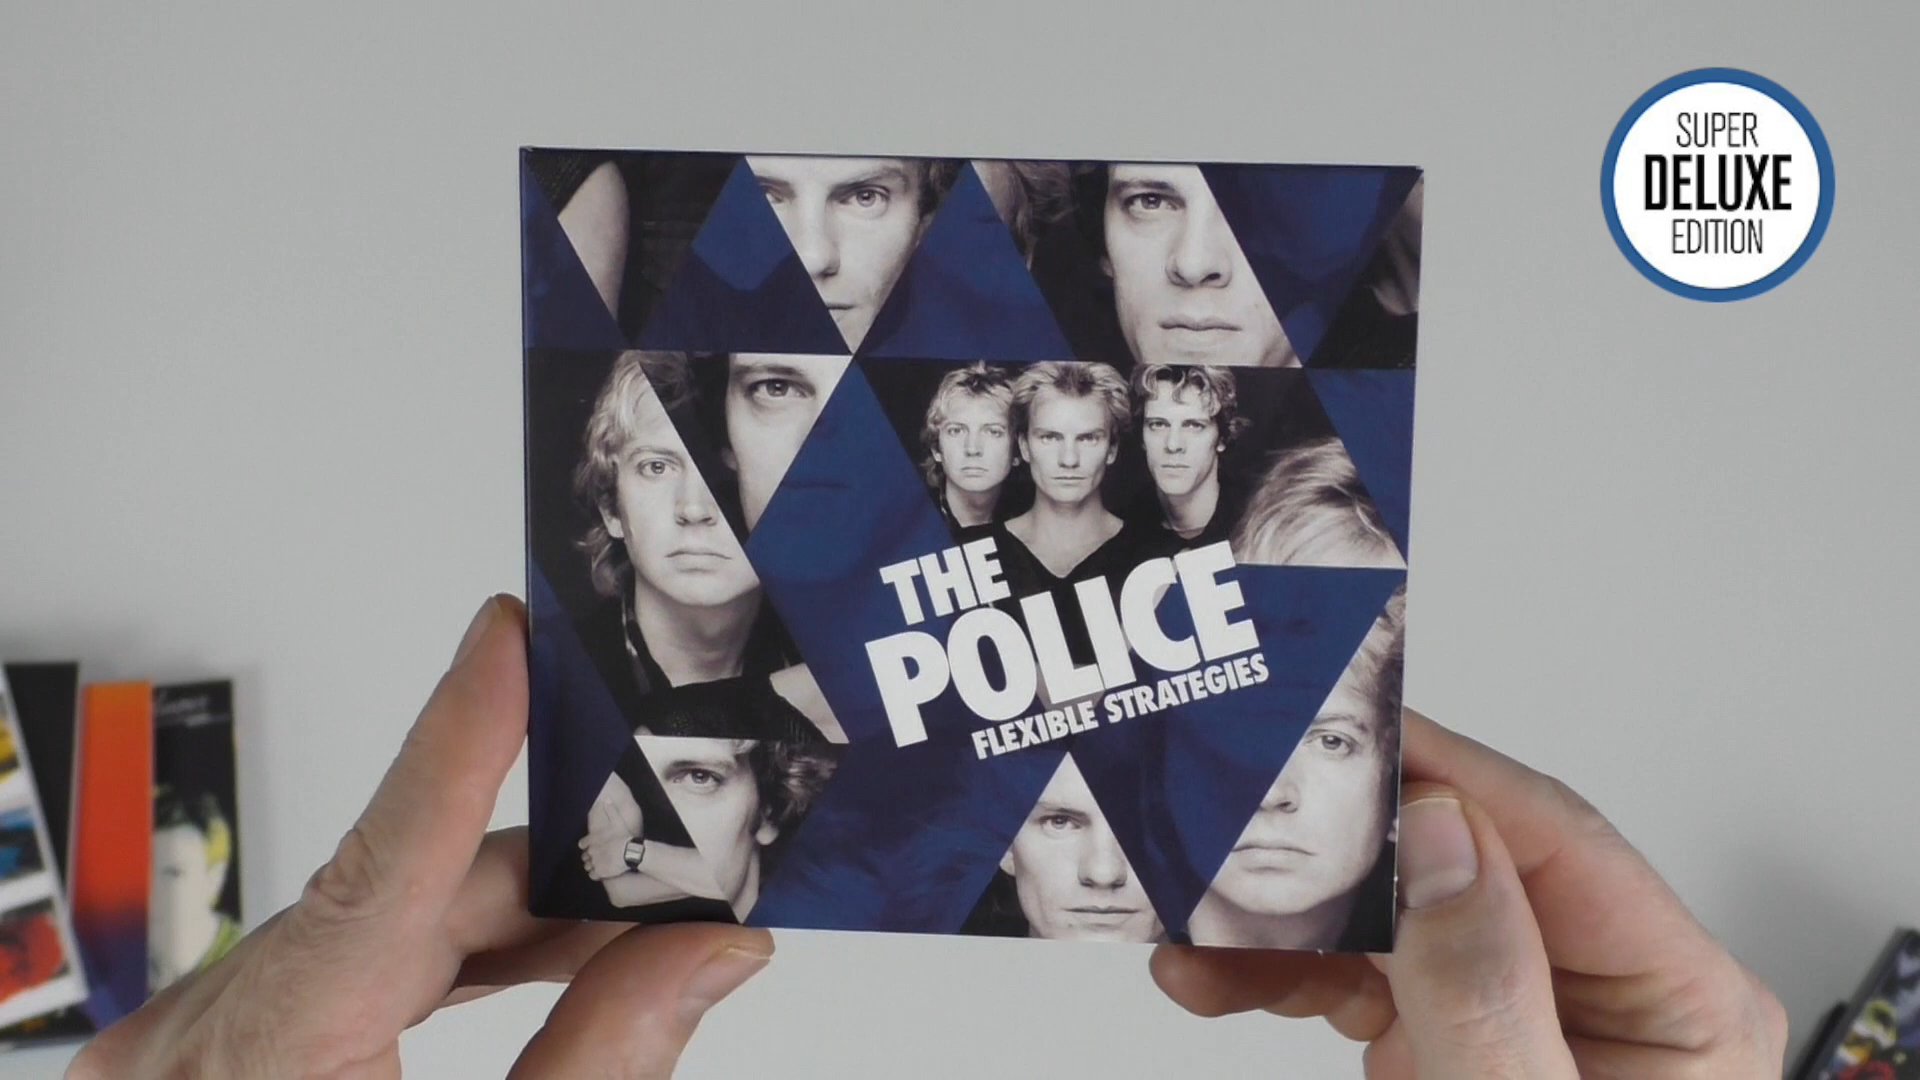 SUPER
DELUXE
EDITION
THE
POLICE
FLEXIBLE STRATEGIES